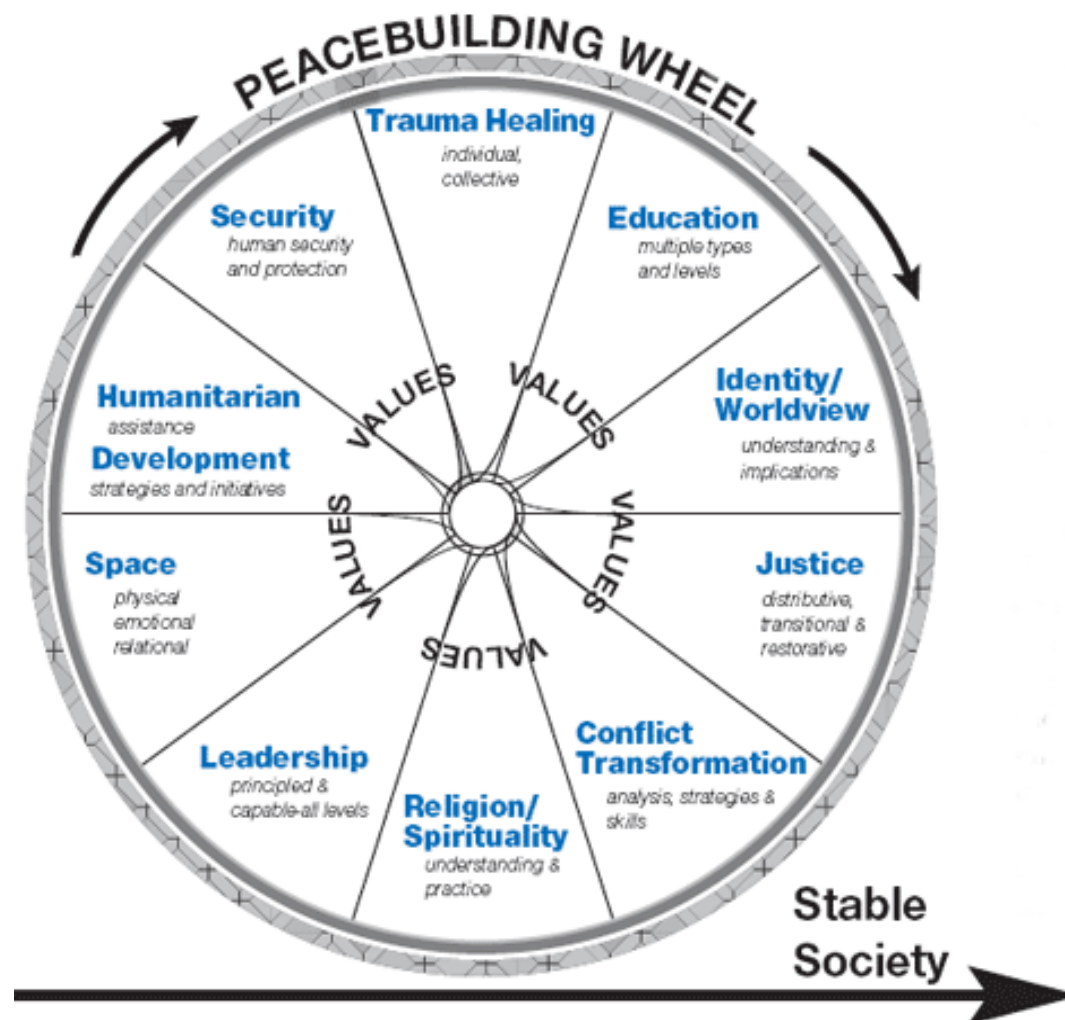 PEACEBUILDING WHEEL
Trauma Healing
individual,
collective
Education
multiple types
and levels
Identity/
Worldview
understanding &
implications
Justice
distributive,
transitional &
restorative
Conflict
Transformation
analysis, strategies &
skills
Religion/
Spirituality
understanding &
practice
Leadership
principled &
capable-all levels
Space
physical
emotional
relational
Humanitarian
assistance
Development
strategies and initiatives
Security
human security
and protection
VALUES
VALUES
VALUES
VALUES
VALUES
Stable
Society